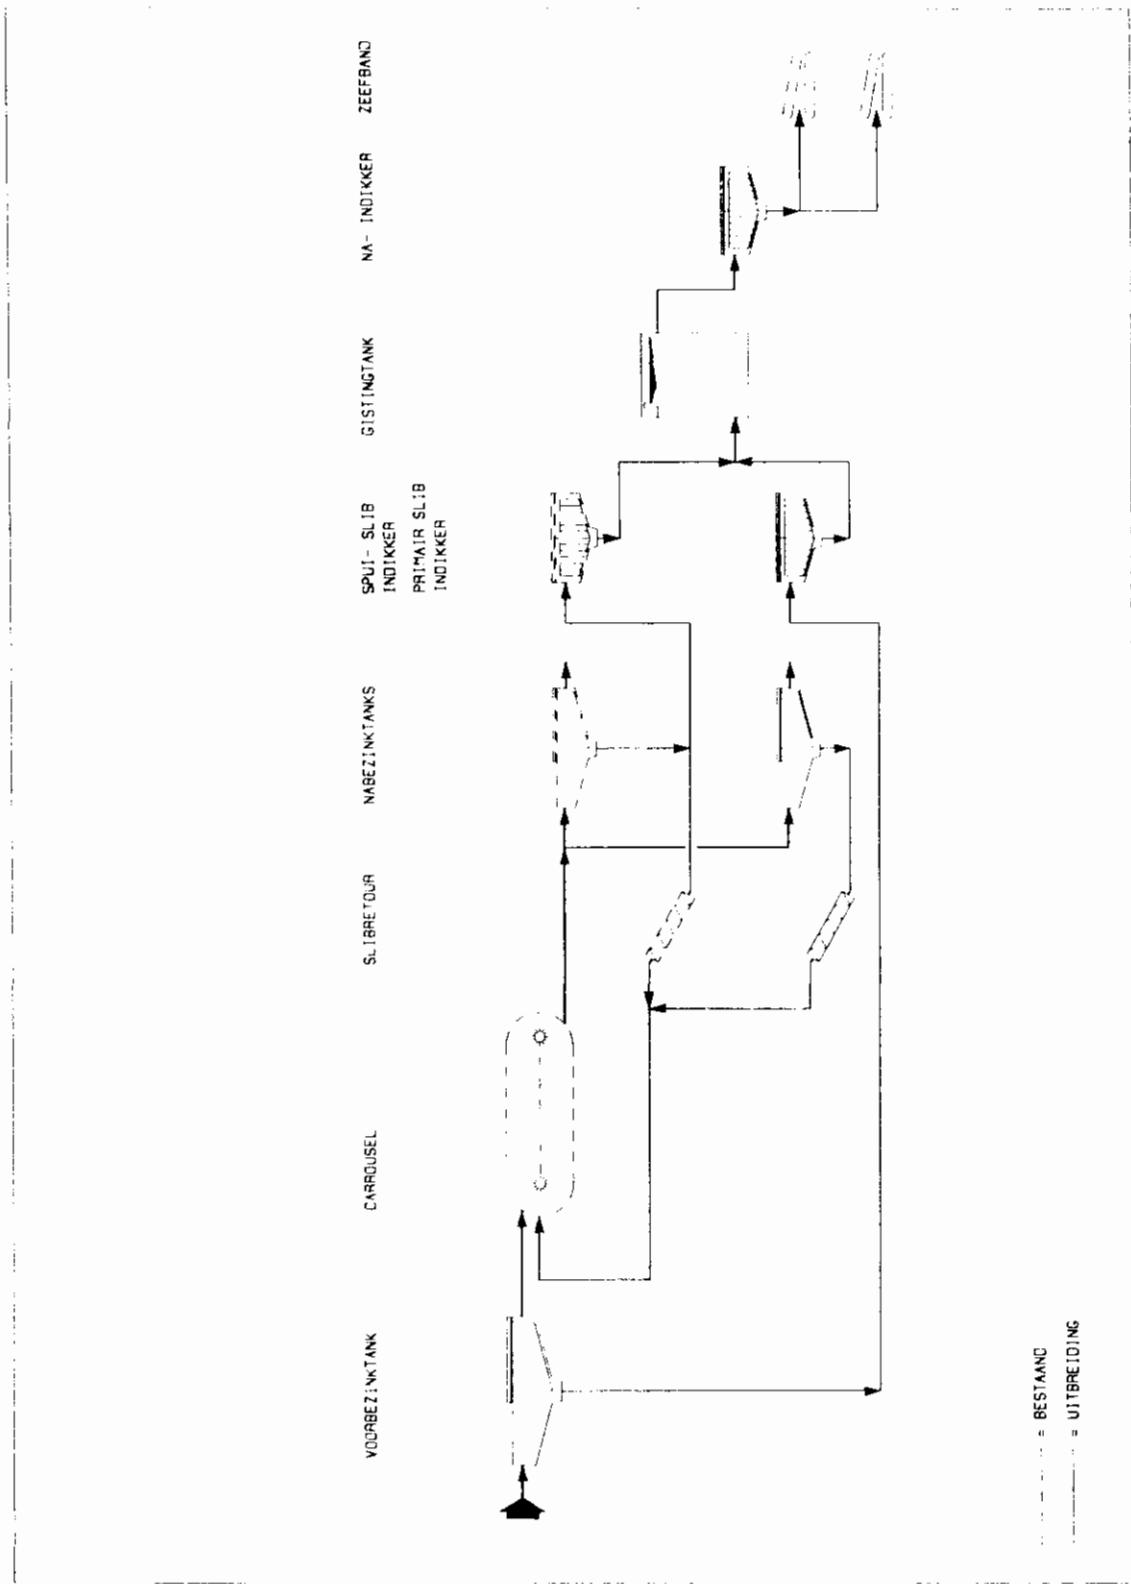 VOORBEZINKTANK
CARROUSEL
SLIBRETOUR
NABEZINKTANKS
SPUI- SLIB
INDIKKER
PRIMAIR SLIB
INDIKKER
GISTINGTANK
NA- INDIKKER
ZEEFBAND
= BESTAAND
= UITBREIDING